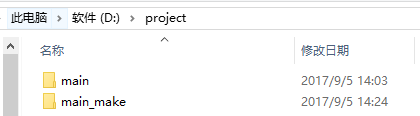 此电脑 > 软件 (D:) > project
名称 修改日期
main 2017/9/5 14:03
main_make 2017/9/5 14:24